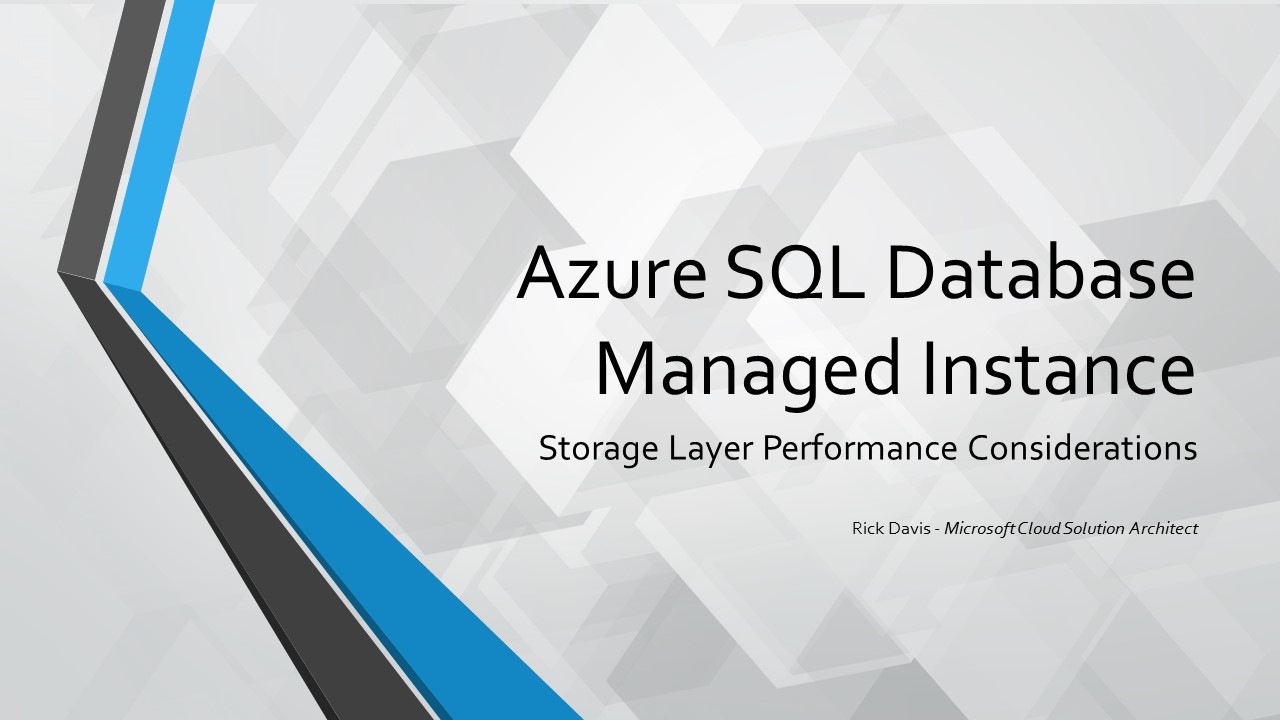 Azure SQL Database
Managed Instance
Storage Layer Performance Considerations
Rick Davis - Microsoft Cloud Solution Architect